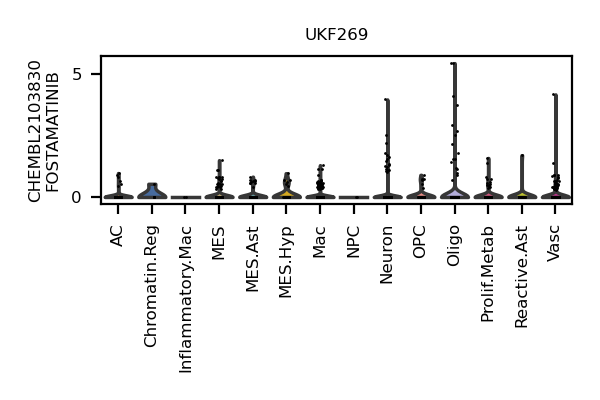 UKF269
CHEMBL2103830
FOSTAMATINIB
5
0
AC
Chromatin.Reg
Inflammatory.Mac
MES
MES.Ast
MES.Hyp
Mac
NPC
Neuron
OPC
Oligo
Prolif.Metab
Reactive.Ast
Vasc